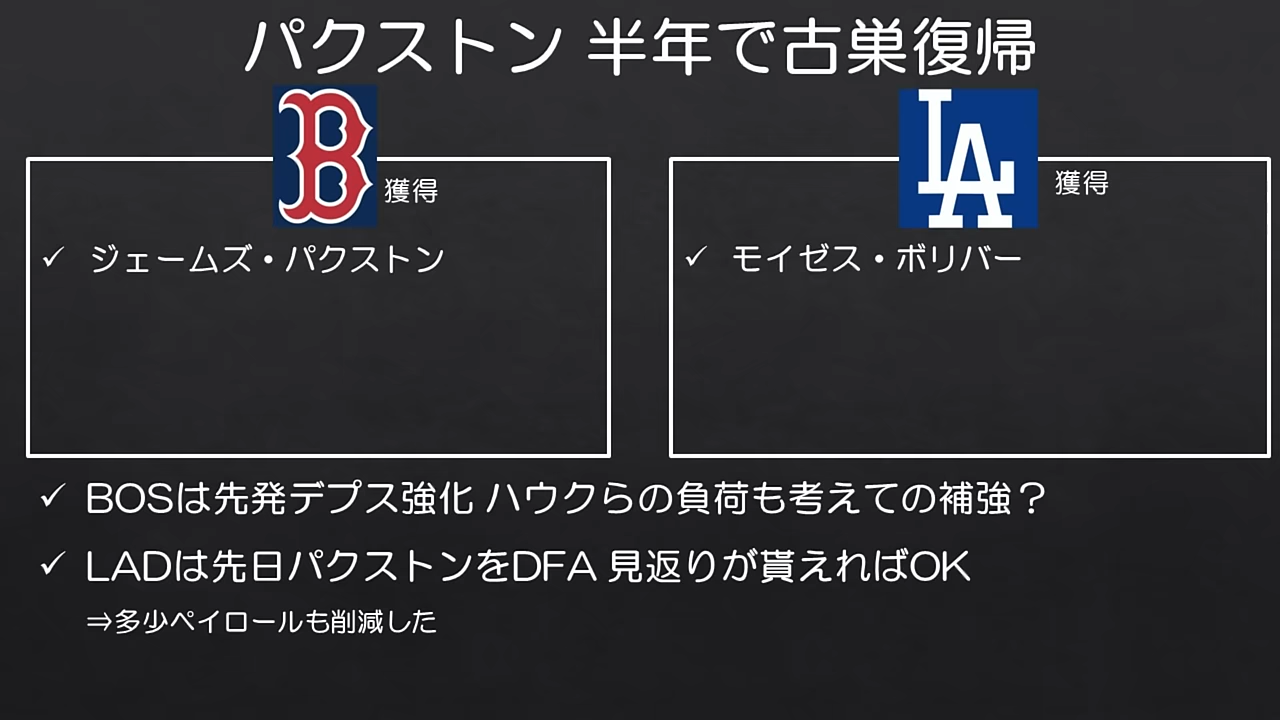 パクストン 半年で古巣復帰
B
獲得
✓ ジェームズ・パクストン
LA
獲得
✓ モイゼス・ボリバー
✓ BOSは先発デプス強化 ハウクらの負荷も考えての補強？
✓ LADは先日パクストンをDFA 見返りが貰えればOK
⇒多少ペイロールも削減した